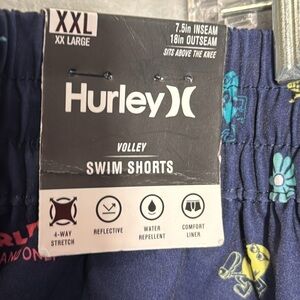 XXL
XX LARGE
7.5in INSEAM
18in OUTSEAM
SITS ABOVE THE KNEE
Hurley
VOLLEY
SWIM SHORTS
4-WAY
STRETCH
REFLECTIVE
WATER
REPELLENT
COMFORT
LINER